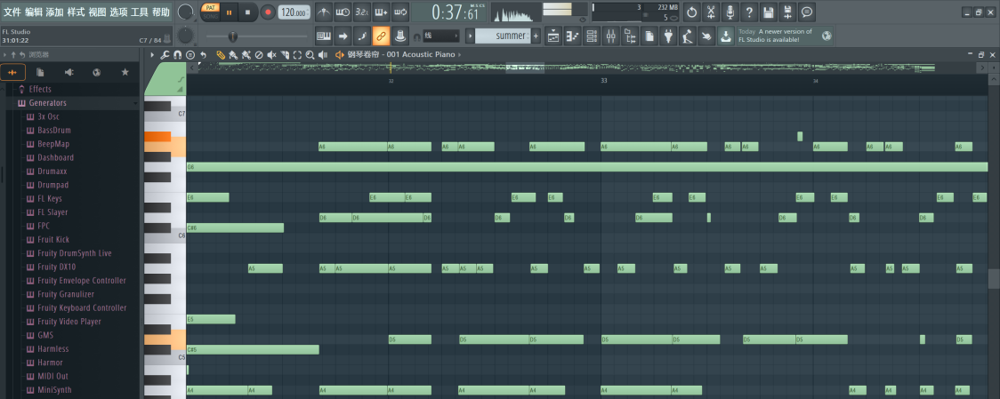 文件 编辑 添加 样式 视图 选项 工具 帮助
PAT
SONG
120.000
3.2:
0:37:61
M:S:CS
3
232 MB
FL Studio
31:01:22
C7 / 84
线
summer
Today A newer version of
FL Studio is available!
浏览器
钢琴卷帘 - 001 Acoustic Piano
32
33
34
Effects
Generators
3x Osc
BassDrum
BeepMap
Dashboard
Drumaxx
Drumpad
FL Keys
FL Slayer
FPC
Fruit Kick
Fruity DrumSynth Live
Fruity DX10
Fruity Envelope Controller
Fruity Granulizer
Fruity Keyboard Controller
Fruity Video Player
GMS
Harmless
Harmor
MIDI Out
MiniSynth
C7
A6 A6 A6 A6 A6 A6 A6 A6 A6 A6 A6 A6 A6
G6
E6 E6 E6 E6 E6 E6 E6 E6 E6 E6 E6
D6 D6 D6 D6 D6 D6 D6 D6 D6
C#6
C6
A5 A5 A5 A5 A5 A5 A5 A5 A5 A5 A5 A5 A5 A5 A5 A5 A5
E5
D5 D5 D5 D5 D5 D5 D5 D5
C#5
C5
A4 A4 A4 A4 A4 A4 A4 A4 A4 A4 A4 A4